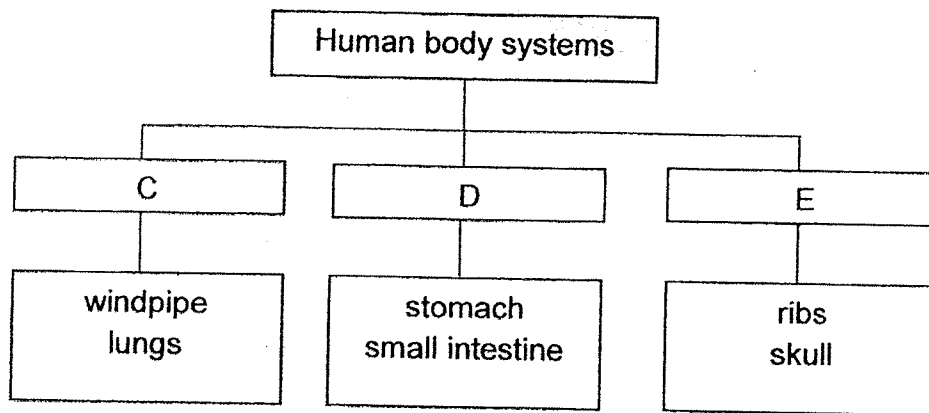 Human body systems
C
D
E
windpipe
lungs
stomach
small intestine
ribs
skull